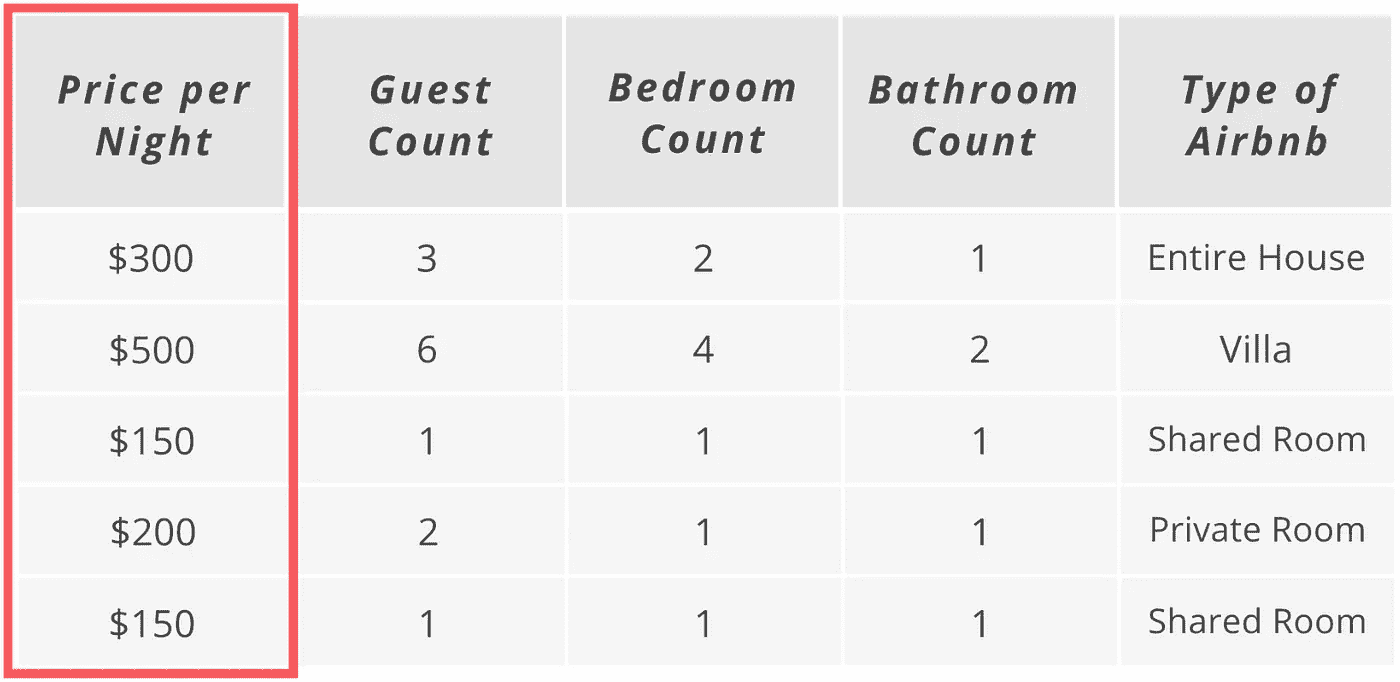 Price per
Night
Guest
Count
Bedroom
Count
Bathroom
Count
Type of
Airbnb
$300 3 2 1 Entire House
$500 6 4 2 Villa
$150 1 1 1 Shared Room
$200 2 1 1 Private Room
$150 1 1 1 Shared Room